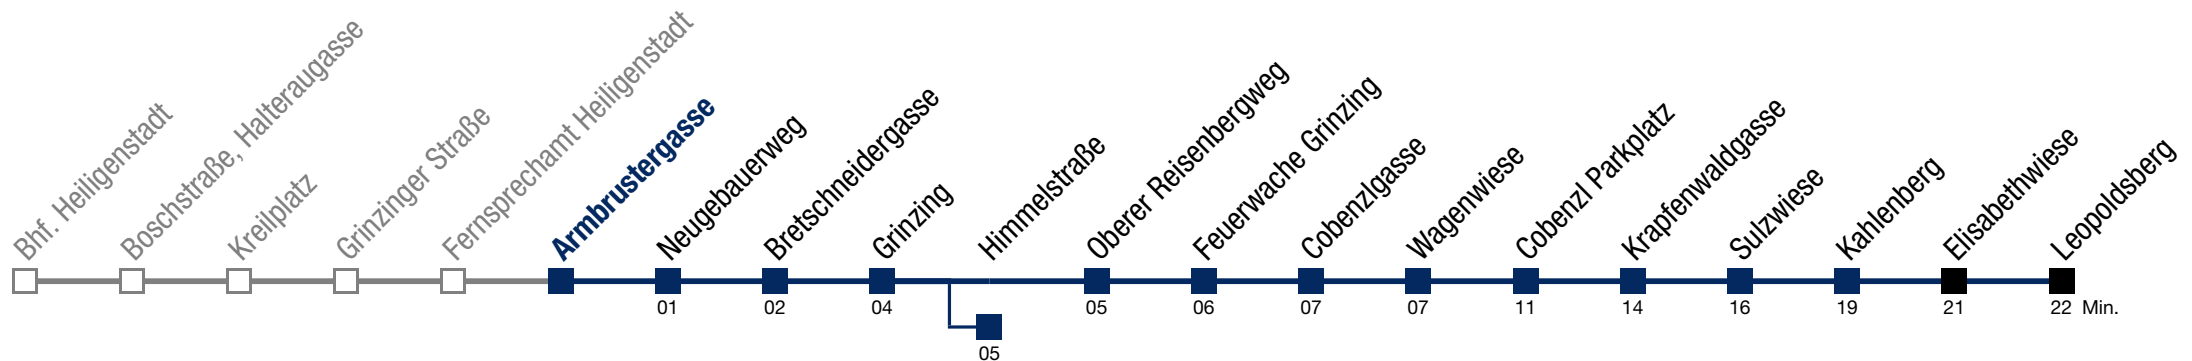 Bhf. Heiligenstadt
Boschstraße, Halteraugasse
Kreilplatz
Grinzinger Straße
Fernsprechamt Heiligenstadt
Armbrustergasse
Neugebauerweg
Bretschneidergasse
Grinzing
Himmelstraße
Oberer Reisenbergweg
Feuerwache Grinzing
Cobenzlgasse
Wagenwiese
Cobenzl Parkplatz
Krapfenwaldgasse
Sulzwiese
Kahlenberg
Elisabethwiese
Leopoldsberg
01 02 04 05 06 07 07 11 14 16 19 21 22 Min.
05